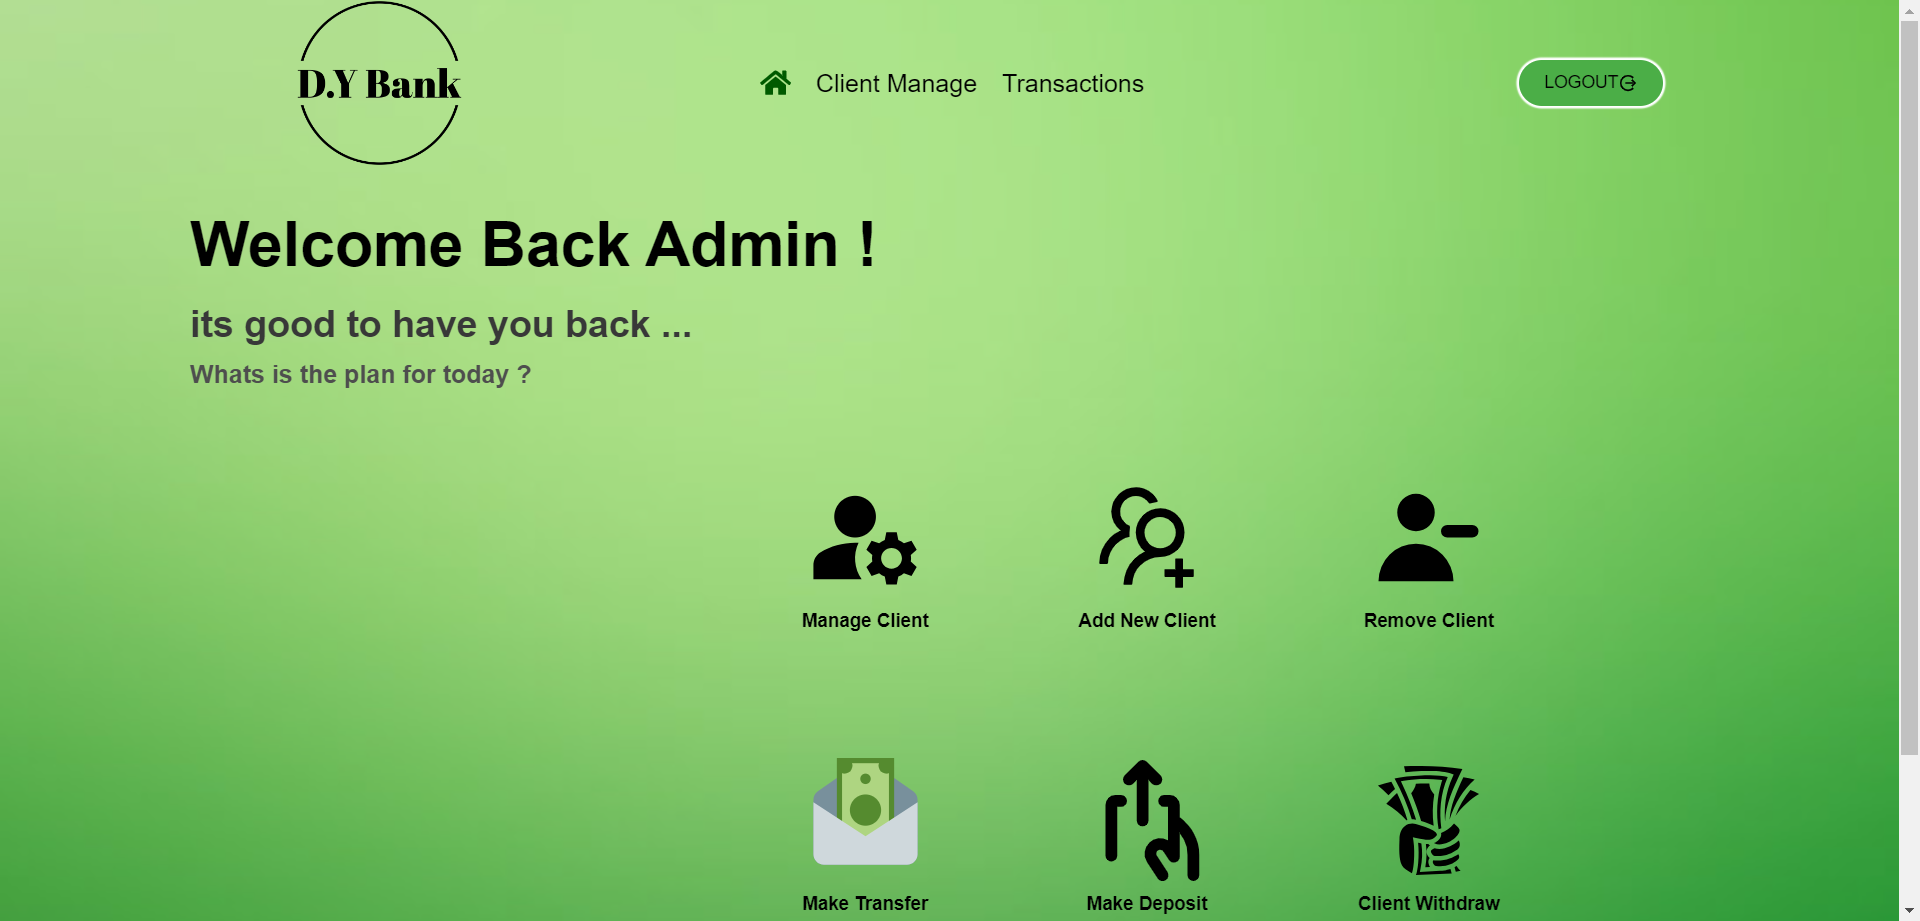 D.Y Bank
Client Manage
Transactions
LOGOUT
Welcome Back Admin !
its good to have you back ...
Whats is the plan for today ?
Manage Client
Add New Client
Remove Client
Make Transfer
Make Deposit
Client Withdraw